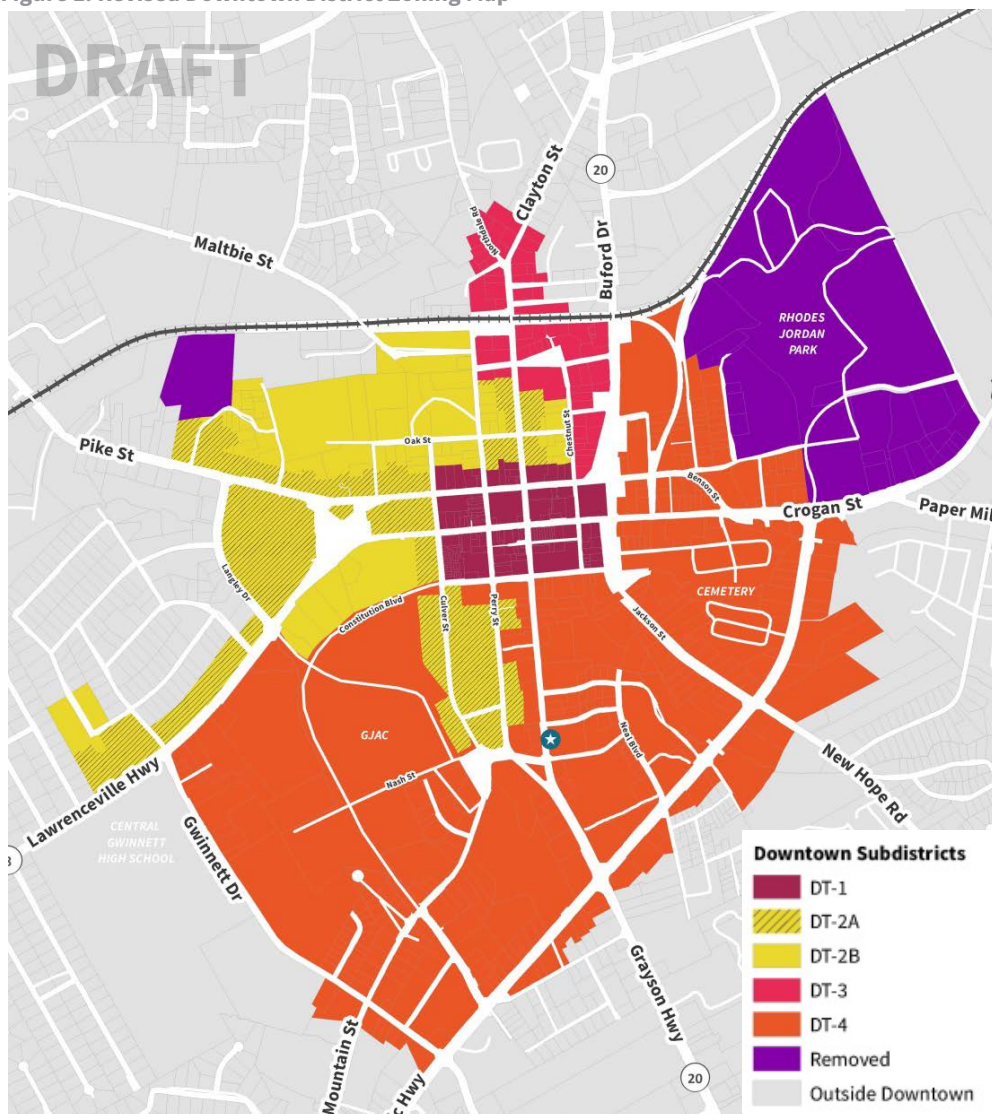 DRAFT
Clayton St
20
Northdale Rd
Maltbie St
Buford Dr
RHODES
JORDAN
PARK
Pike St
Oak St
Chestnut St
Benson St
Crogan St
Paper Mil
Langley Dr
Constitution Blvd
Culver St
Perry St
CEMETERY
Jackson St
GJAC
Neal Blvd
Nash St
New Hope Rd
Lawrenceville Hwy
CENTRAL
GWINNETT
HIGH SCHOOL
Gwinnett Dr
Grayson Hwy
Mountain St
c Hwy
20
Downtown Subdistricts
DT-1
DT-2A
DT-2B
DT-3
DT-4
Removed
Outside Downtown